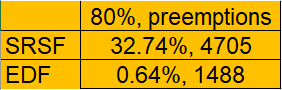 80%, preemptions
SRSF 32.74%, 4705
EDF 0.64%, 1488